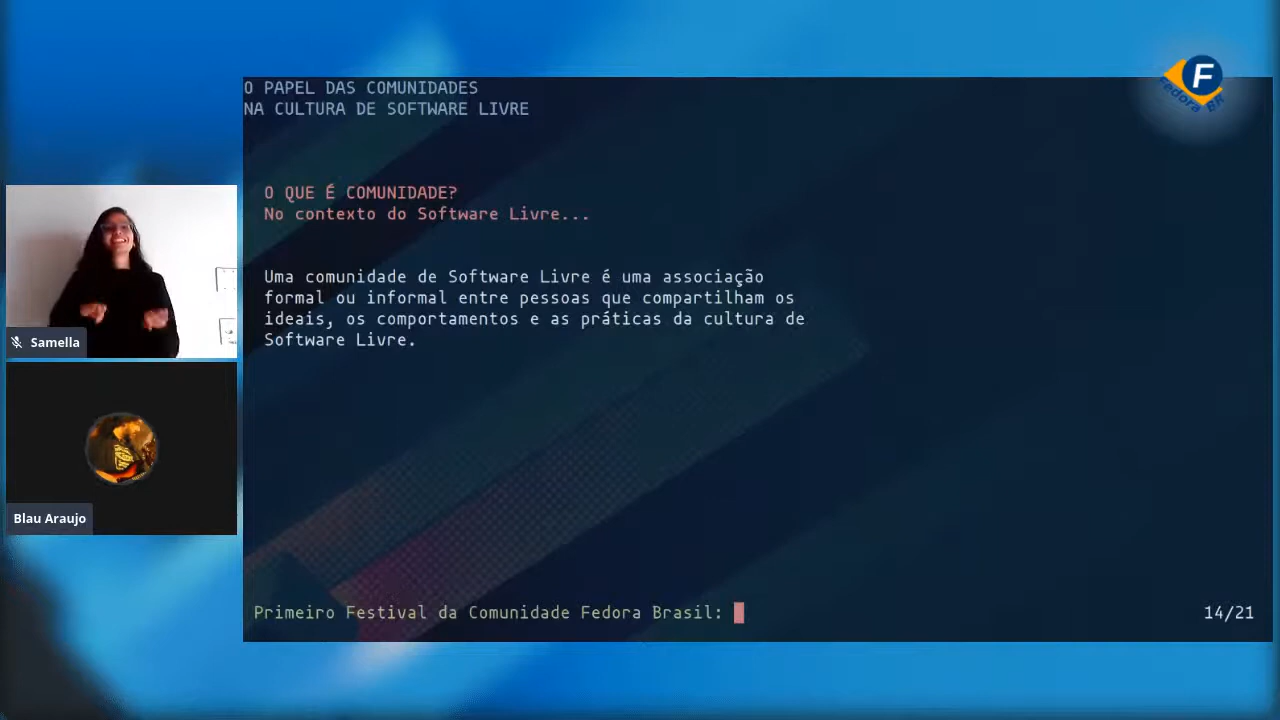 O PAPEL DAS COMUNIDADES
NA CULTURA DE SOFTWARE LIVRE
F
Fedora BR
O QUE É COMUNIDADE?
No contexto do Software Livre...
Uma comunidade de Software Livre é uma associação
formal ou informal entre pessoas que compartilham os
ideais, os comportamentos e as práticas da cultura de
Software Livre.
Samella
Blau Araujo
Primeiro Festival da Comunidade Fedora Brasil:
14/21